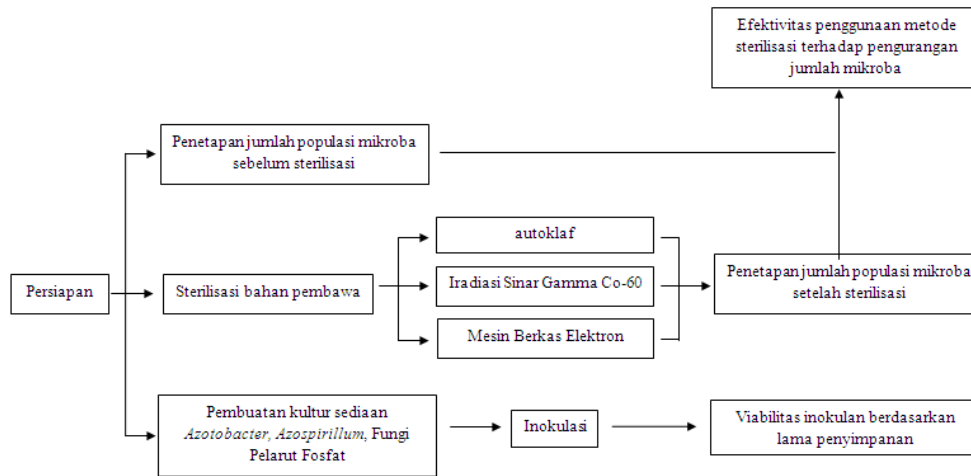 Efektivitas penggunaan metode
sterilisasi terhadap pengurangan
jumlah mikroba
Penetapan jumlah populasi mikroba
sebelum sterilisasi
autoklaf
Persiapan
Sterilisasi bahan pembawa
Iradiasi Sinar Gamma Co-60
Penetapan jumlah populasi mikroba
setelah sterilisasi
Mesin Berkas Elektron
Pembuatan kultur sediaan
Azotobacter, Azospirillum, Fungi
Pelarut Fosfat
Inokulasi
Viabilitas inokulan berdasarkan
lama penyimpanan